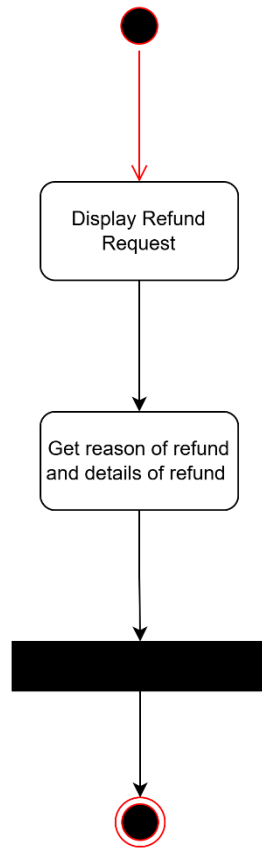 Display Refund
Request
Get reason of refund
and details of refund